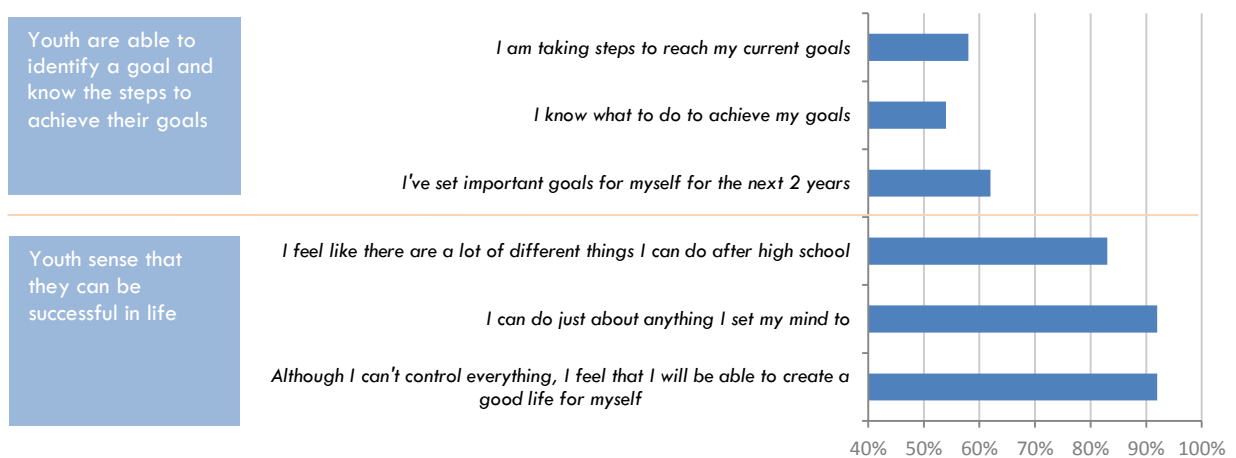 Youth are able to
identify a goal and
know the steps to
achieve their goals
I am taking steps to reach my current goals
I know what to do to achieve my goals
I've set important goals for myself for the next 2 years
Youth sense that
they can be
successful in life
I feel like there are a lot of different things I can do after high school
I can do just about anything I set my mind to
Although I can't control everything, I feel that I will be able to create a
good life for myself
40% 50% 60% 70% 80% 90% 100%